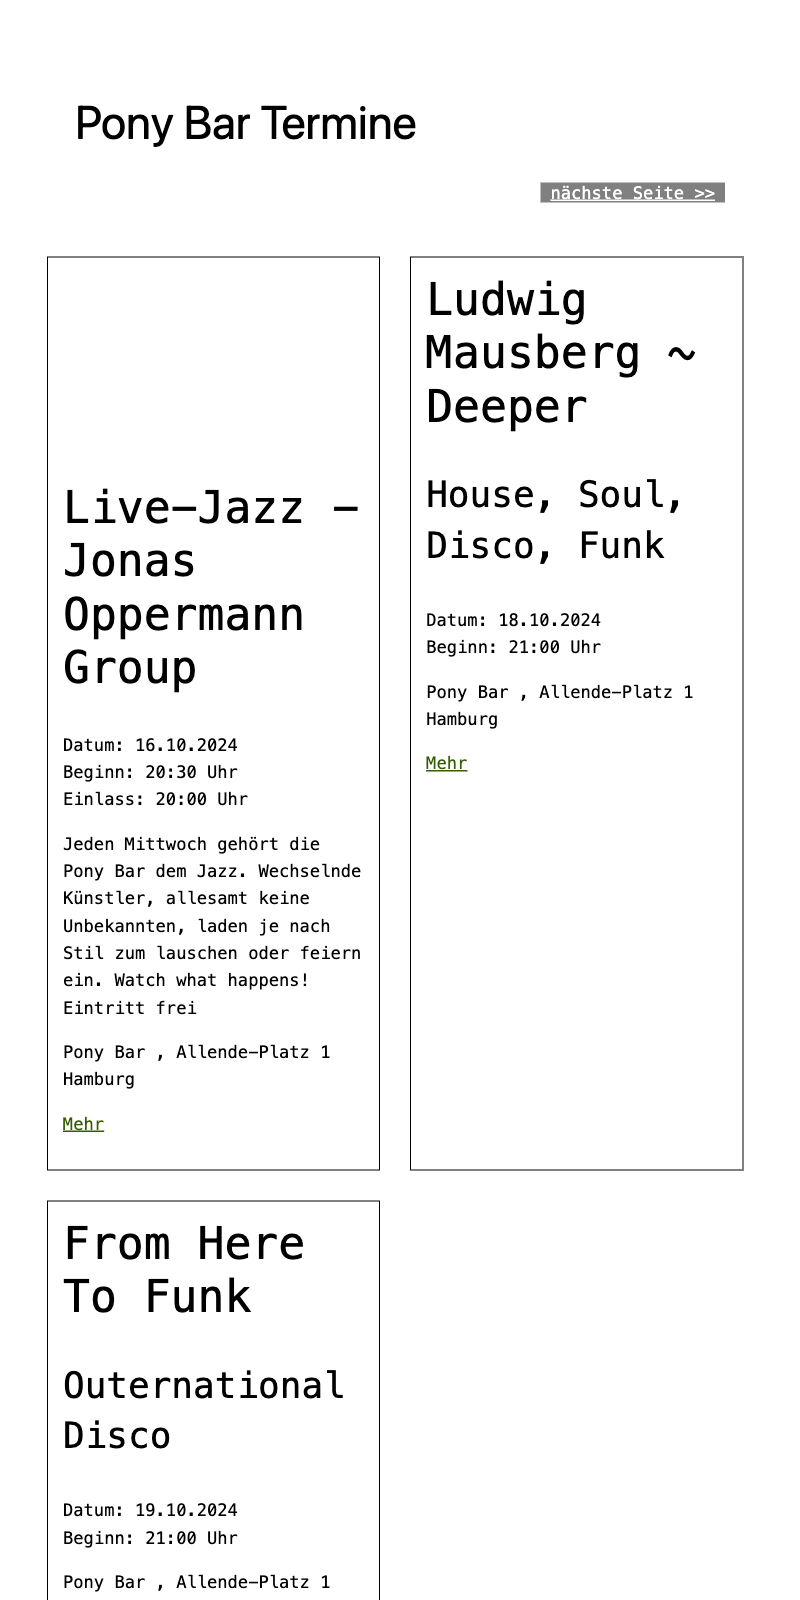 Pony Bar Termine
nächste Seite >>
Live-Jazz -
Jonas
Oppermann
Group
Datum: 16.10.2024
Beginn: 20:30 Uhr
Einlass: 20:00 Uhr
Jeden Mittwoch gehört die
Pony Bar dem Jazz. Wechselnde
Künstler, allesamt keine
Unbekannten, laden je nach
Stil zum lauschen oder feiern
ein. Watch what happens!
Eintritt frei
Pony Bar , Allende-Platz 1
Hamburg
Mehr
Ludwig
Mausberg ~
Deeper
House, Soul,
Disco, Funk
Datum: 18.10.2024
Beginn: 21:00 Uhr
Pony Bar , Allende-Platz 1
Hamburg
Mehr
From Here
To Funk
Outernational
Disco
Datum: 19.10.2024
Beginn: 21:00 Uhr
Pony Bar , Allende-Platz 1